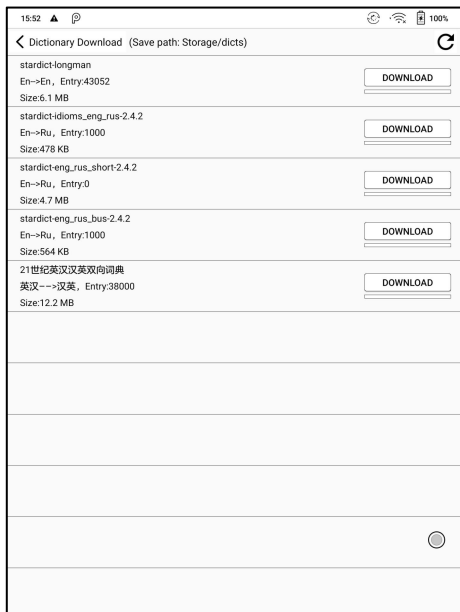 15:52 100%
Dictionary Download (Save path: Storage/dicts)
stardict-longman
En-->En, Entry:43052
Size:6.1 MB
DOWNLOAD
stardict-idioms_eng_rus-2.4.2
En-->Ru, Entry:1000
Size:478 KB
DOWNLOAD
stardict-eng_rus_short-2.4.2
En-->Ru, Entry:0
Size:4.7 MB
DOWNLOAD
stardict-eng_rus_bus-2.4.2
En-->Ru, Entry:1000
Size:564 KB
DOWNLOAD
21世纪英汉汉英双向词典
英汉-->汉英, Entry:38000
Size:12.2 MB
DOWNLOAD